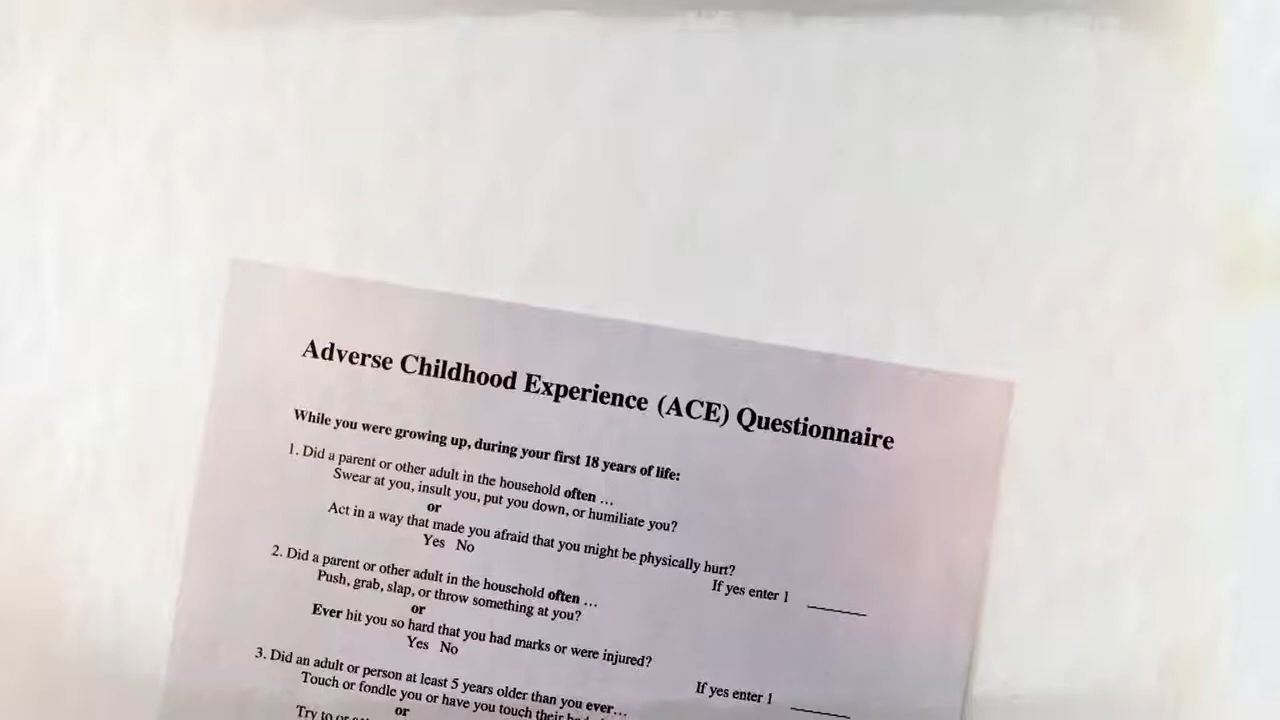 Adverse Childhood Experience (ACE) Questionnaire
While you were growing up, during your first 18 years of life:
1. Did a parent or other adult in the household often ...
Swear at you, insult you, put you down, or humiliate you?
or
Act in a way that made you afraid that you might be physically hurt?
Yes No
If yes enter 1 ______
2. Did a parent or other adult in the household often ...
Push, grab, slap, or throw something at you?
or
Ever hit you so hard that you had marks or were injured?
Yes No
If yes enter 1 ______
3. Did an adult or person at least 5 years older than you ever...
Touch or fondle you or have you touch their
or
Try to or